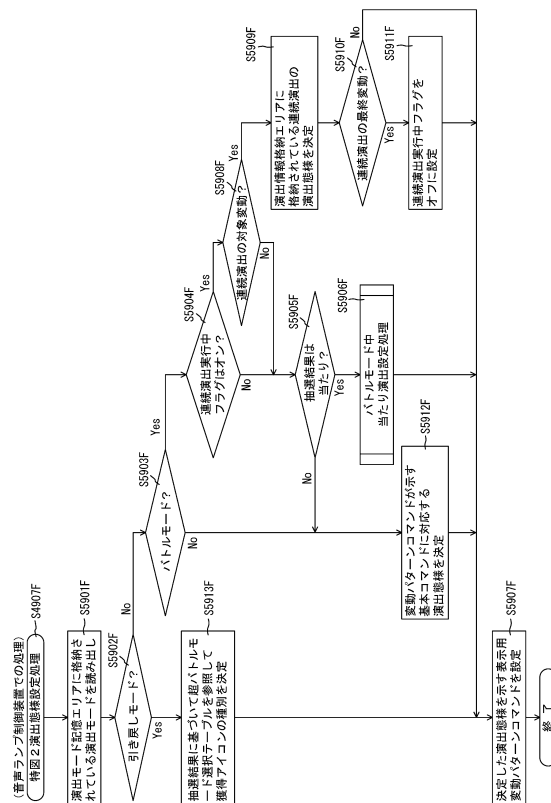 (音声ランプ制御装置での処理)
特図2演出態様設定処理
S4907F
演出モード記憶エリアに格納さ
れている演出モードを読み出し
S5901F
引き戻しモード?
S5902F
Yes
No
抽選結果に基づいて超バトルモ
ード選択テーブルを参照して
獲得アイコンの種別を決定
S5913F
バトルモード?
S5903F
Yes
No
連続演出実行中
フラグはオン?
S5904F
Yes
No
連続演出の対象変動?
S5908F
Yes
No
演出情報格納エリアに
格納されている連続演出の
演出態様を決定
S5909F
連続演出の最終変動?
S5910F
No
Yes
連続演出実行中フラグを
オフに設定
S5911F
抽選結果は
当たり?
S5905F
No
Yes
バトルモード中
当たり演出設定処理
S5906F
変動パターンコマンドが示す
基本コマンドに対応する
演出態様を決定
S5912F
決定した演出態様を示す表示用
変動パターンコマンドを設定
S5907F
終了